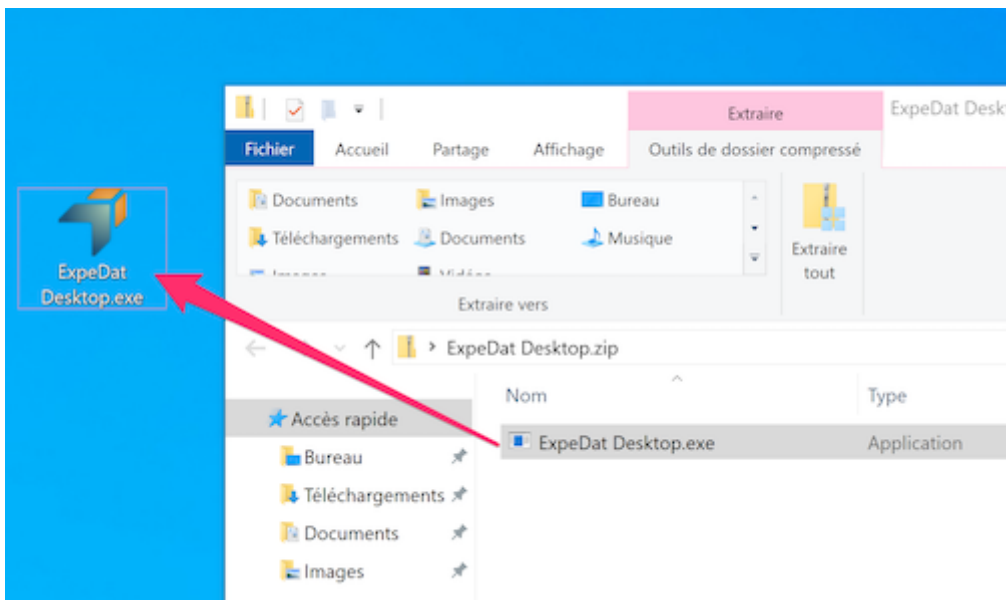 Extraire
ExpeDat Desk
Fichier
Accueil
Partage
Affichage
Outils de dossier compressé
Documents
Images
Bureau
Téléchargements
Documents
Musique
Images
Vidéos
Extraire
tout
Extraire vers
ExpeDat
Desktop.exe
ExpeDat Desktop.zip
Nom
Type
Accès rapide
ExpeDat Desktop.exe
Application
Bureau
Téléchargements
Documents
Images